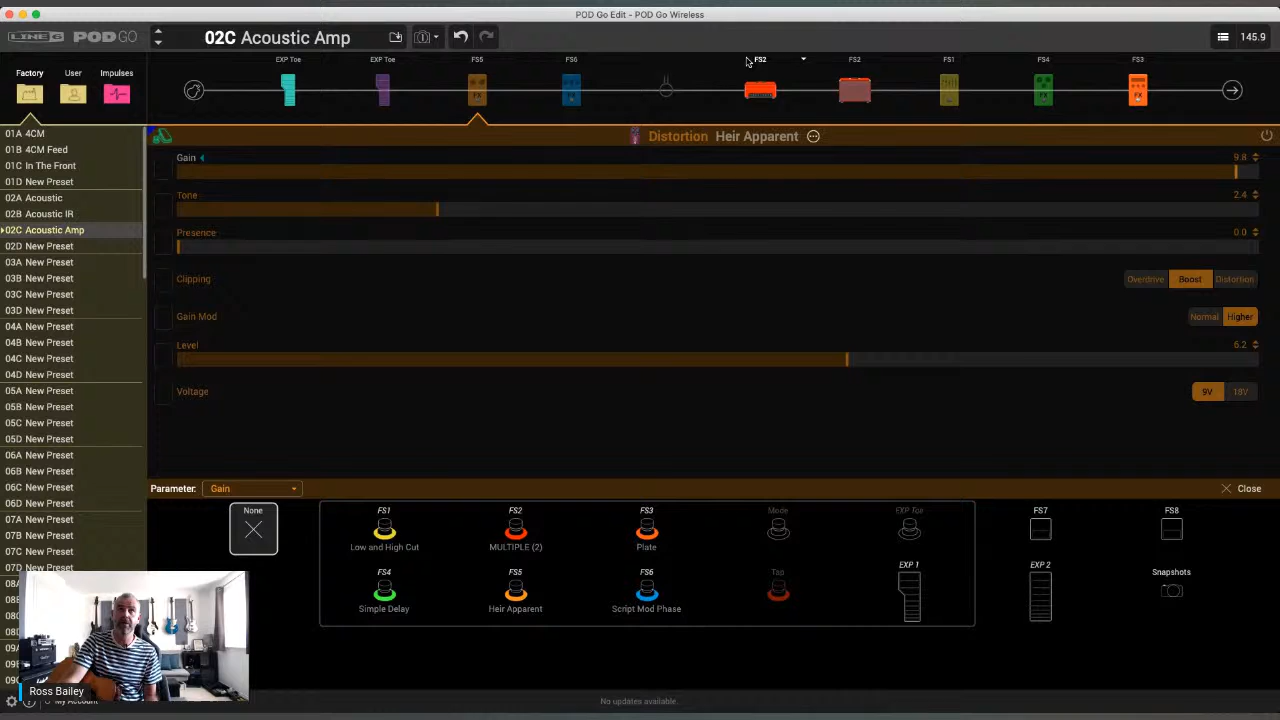 POD Go Edit - POD Go Wireless
LINE 6 POD GO
02C Acoustic Amp
145.9
Factory User Impulses
EXP Toe EXP Toe FS5 FS6 FS2 FS2 FS1 FS4 FS3
FX FX FX FX
01A 4CM
01B 4CM Feed
01C In The Front
01D New Preset
02A Acoustic
02B Acoustic IR
02C Acoustic Amp
02D New Preset
03A New Preset
03B New Preset
03C New Preset
03D New Preset
04A New Preset
04B New Preset
04C New Preset
04D New Preset
05A New Preset
05B New Preset
05C New Preset
05D New Preset
06A New Preset
06B New Preset
06C New Preset
06D New Preset
07A New Preset
07B New Preset
07C New Preset
07D New Preset
Distortion Heir Apparent
Gain 9.8
Tone 2.4
Presence 0.0
Clipping Overdrive Boost Distortion
Gain Mod Normal Higher
Level 6.2
Voltage 9V 18V
Parameter: Gain Close
None
FS1 FS2 FS3 Mode EXP Toe FS7 FS8
Low and High Cut MULTIPLE (2) Plate
FS4 FS5 FS6 Tap EXP 1 EXP 2 Snapshots
Simple Delay Heir Apparent Script Mod Phase
Ross Bailey
My Account
No updates available.